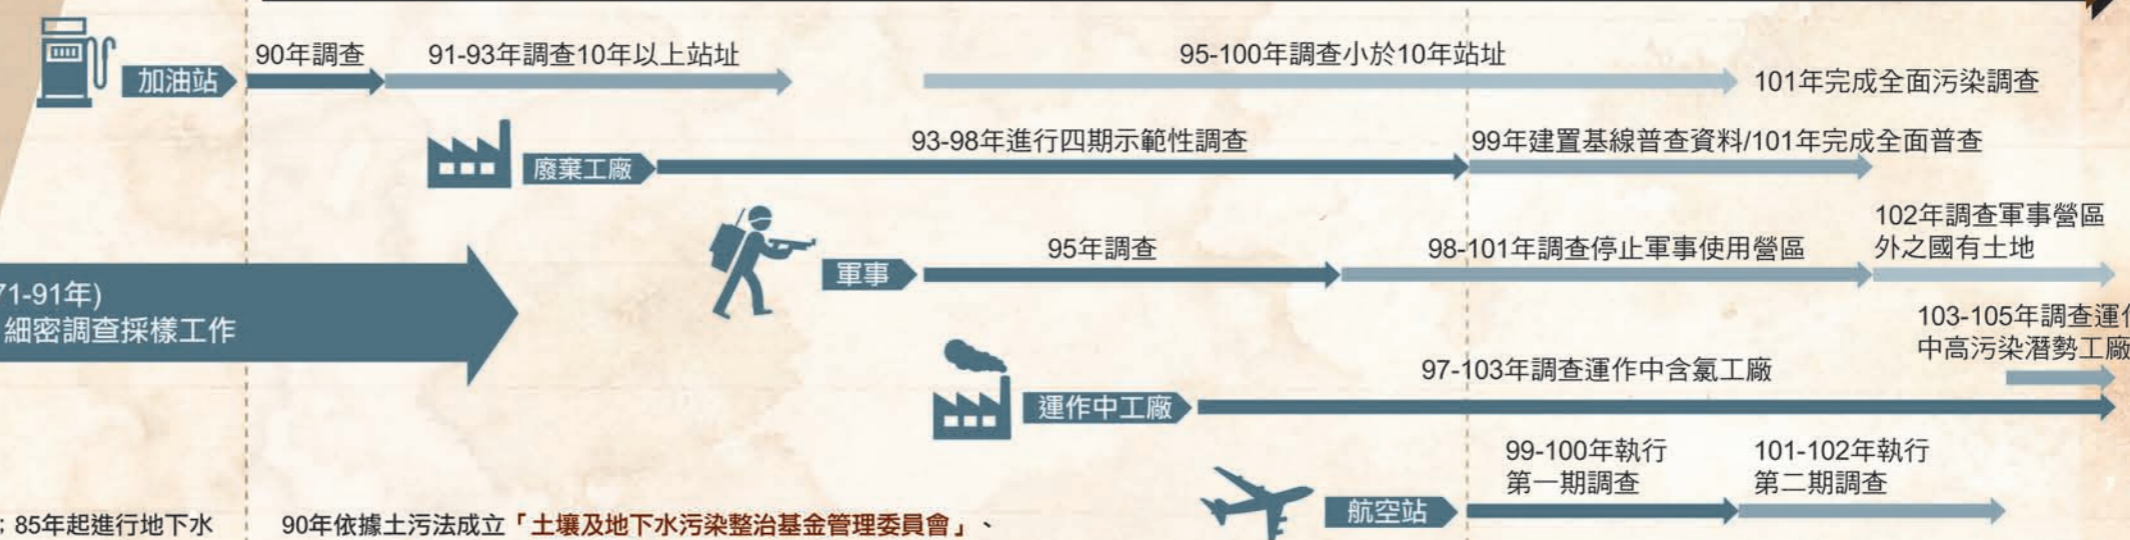 加油站
90年調查
91-93年調查10年以上站址
95-100年調查小於10年站址
101年完成全面污染調查
廢棄工廠
93-98年進行四期示範性調查
99年建置基線普查資料/101年完成全面普查
軍事
95年調查
98-101年調查停止軍事使用營區
102年調查軍事營區
外之國有土地
71-91年)
細密調查採樣工作
運作中工廠
97-103年調查運作中含氯工廠
103-105年調查運作
中高污染潛勢工廠
航空站
99-100年執行
第一期調查
101-102年執行
第二期調查
；85年起進行地下水
90年依據土污法成立「土壤及地下水污染整治基金管理委員會」、